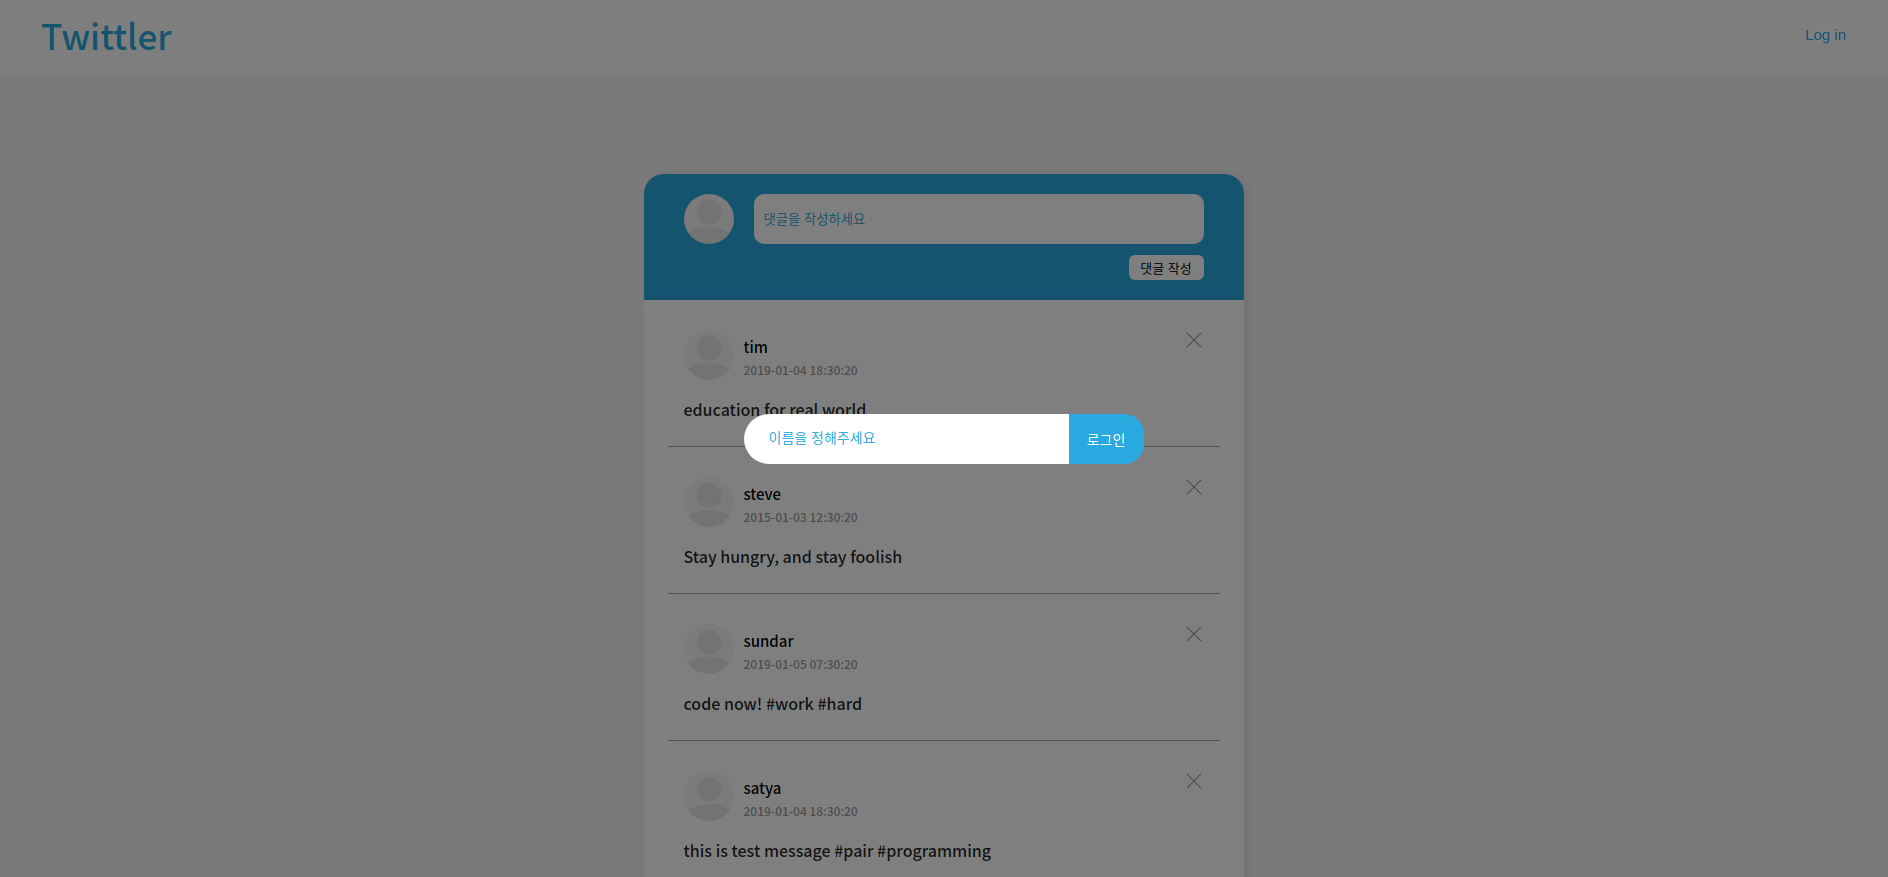 Twittler
Log in
댓글을 작성하세요
댓글 작성
tim
2019-01-04 18:30:20
education for real world
이름을 정해주세요
로그인
steve
2015-01-03 12:30:20
Stay hungry, and stay foolish
sundar
2019-01-05 07:30:20
code now! #work #hard
satya
2019-01-04 18:30:20
this is test message #pair #programming